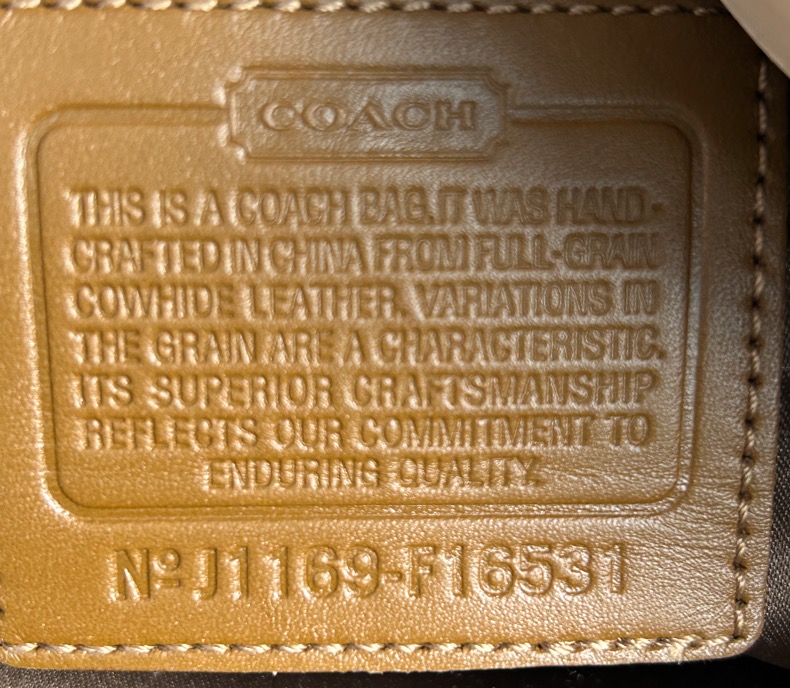 COACH
THIS IS A COACH BAG. IT WAS HAND-
CRAFTED IN CHINA FROM FULL-GRAIN
COWHIDE LEATHER. VARIATIONS IN
THE GRAIN ARE A CHARACTERISTIC.
ITS SUPERIOR CRAFTSMANSHIP
REFLECTS OUR COMMITMENT TO
ENDURING QUALITY.
Nº J1169-F16531